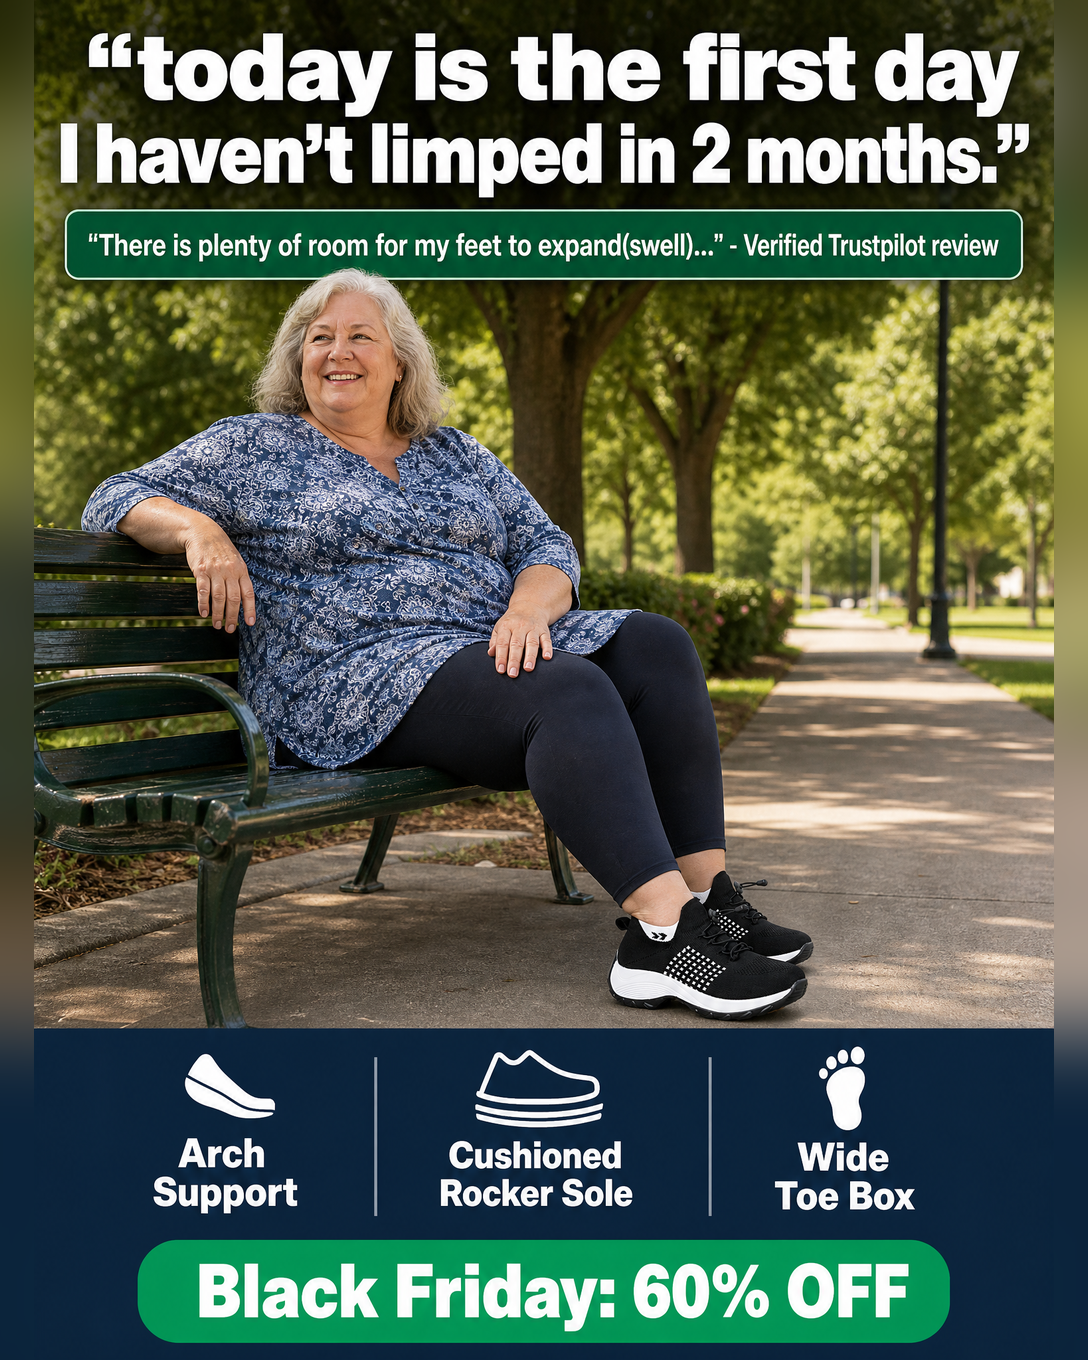 “today is the first day
I haven’t limped in 2 months.”
“There is plenty of room for my feet to expand(swell)...” - Verified Trustpilot review
Arch
Support
Cushioned
Rocker Sole
Wide
Toe Box
Black Friday: 60% OFF